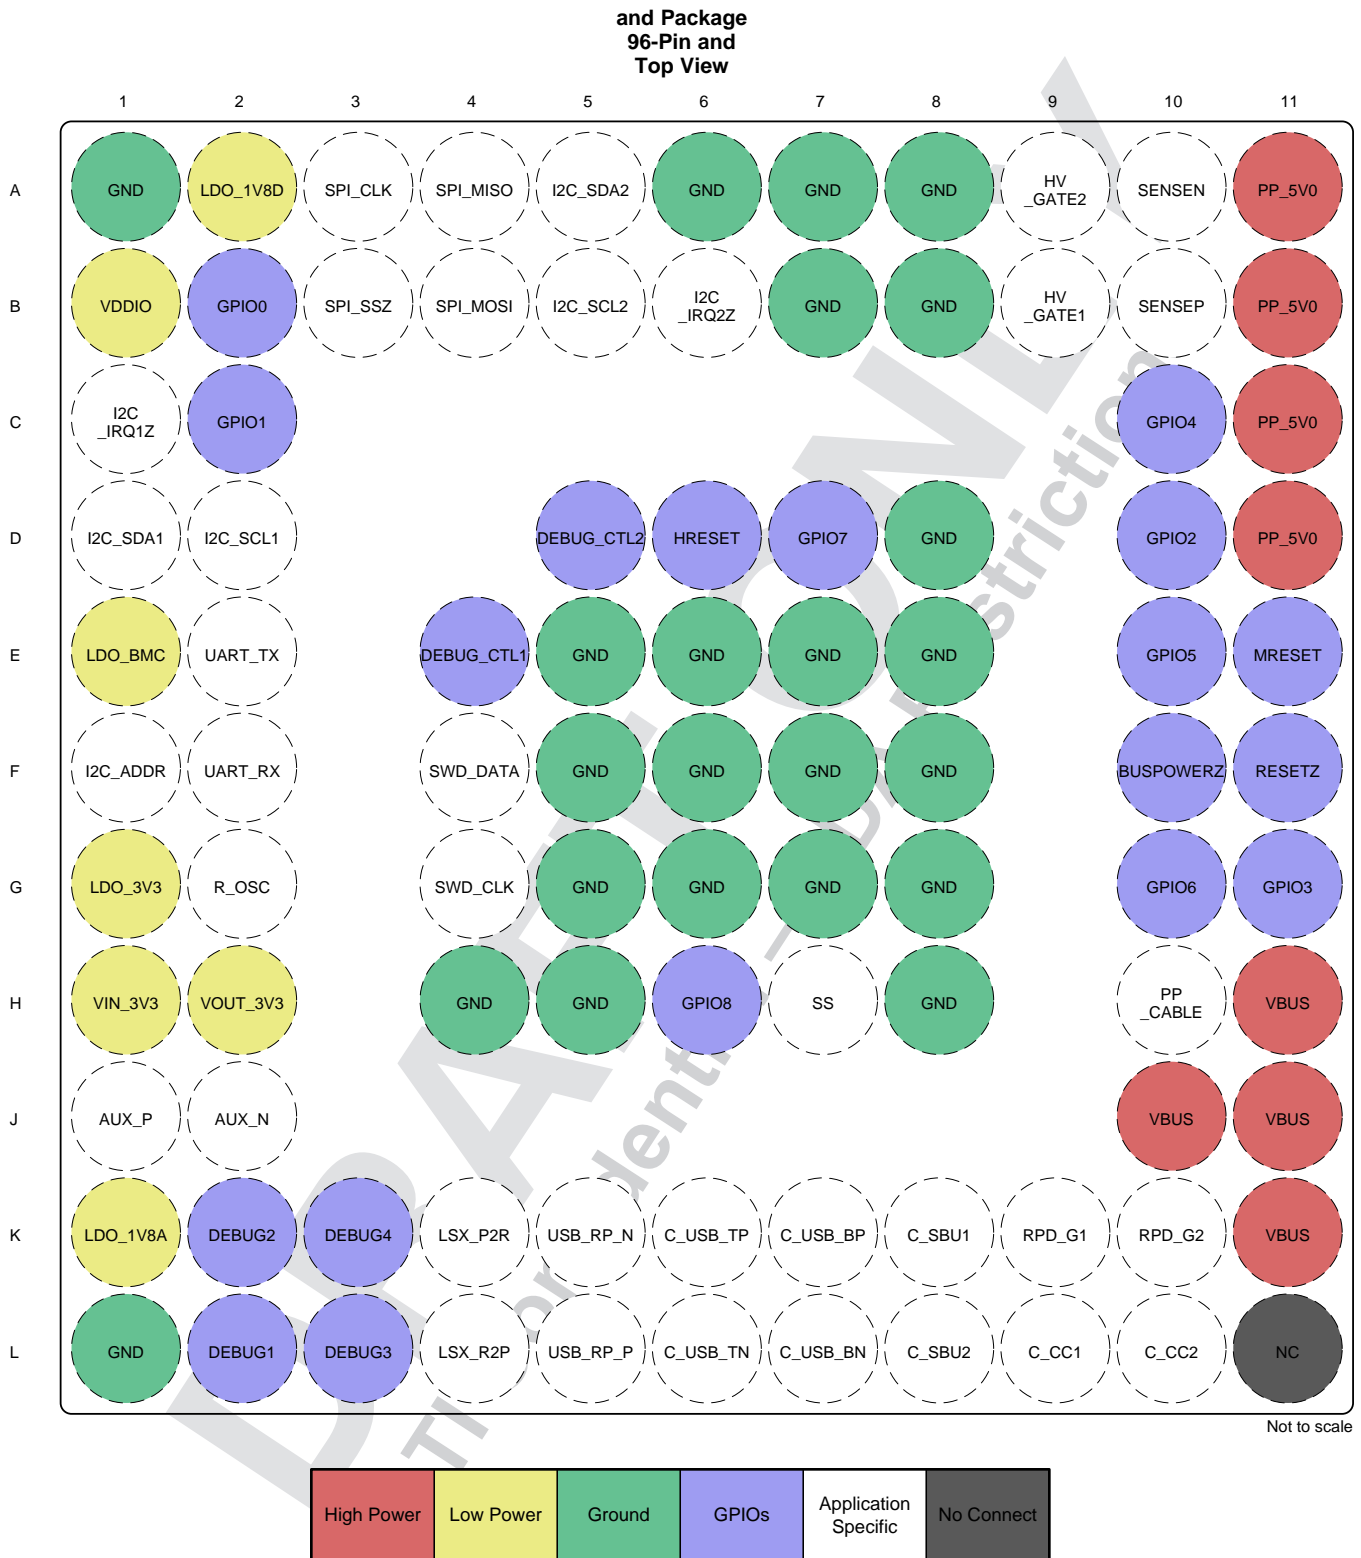 and Package
96-Pin and
Top View
1 2 3 4 5 6 7 8 9 10 11
A GND LDO_1V8D SPI_CLK SPI_MISO I2C_SDA2 GND GND GND HV _GATE2 SENSEN PP_5V0
B VDDIO GPIO0 SPI_SSZ SPI_MOSI I2C_SCL2 I2C _IRQ2Z GND GND HV _GATE1 SENSEP PP_5V0
C I2C _IRQ1Z GPIO1 GPIO4 PP_5V0
D I2C_SDA1 I2C_SCL1 DEBUG_CTL2 HRESET GPIO7 GND GPIO2 PP_5V0
E LDO_BMC UART_TX DEBUG_CTL1 GND GND GND GND GPIO5 MRESET
F I2C_ADDR UART_RX SWD_DATA GND GND GND GND BUSPOWERZ RESETZ
G LDO_3V3 R_OSC SWD_CLK GND GND GND GND GPIO6 GPIO3
H VIN_3V3 VOUT_3V3 GND GND GPIO8 SS GND PP _CABLE VBUS
J AUX_P AUX_N VBUS VBUS
K LDO_1V8A DEBUG2 DEBUG4 LSX_P2R USB_RP_N C_USB_TP C_USB_BP C_SBU1 RPD_G1 RPD_G2 VBUS
L GND DEBUG1 DEBUG3 LSX_R2P USB_RP_P C_USB_TN C_USB_BN C_SBU2 C_CC1 C_CC2 NC
Not to scale
High Power Low Power Ground GPIOs Application Specific No Connect
DRAFT ONLY